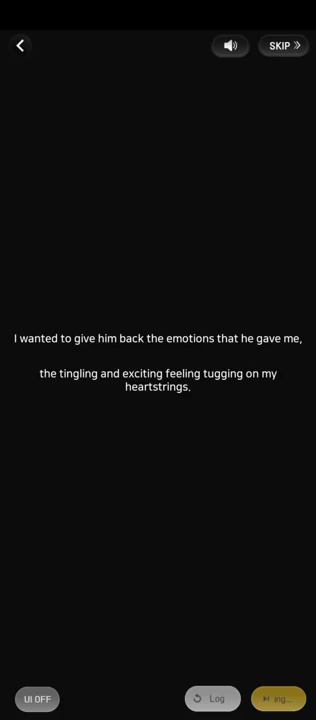 SKIP
I wanted to give him back the emotions that he gave me,
the tingling and exciting feeling tugging on my
heartstrings.
UI OFF
Log
ing...